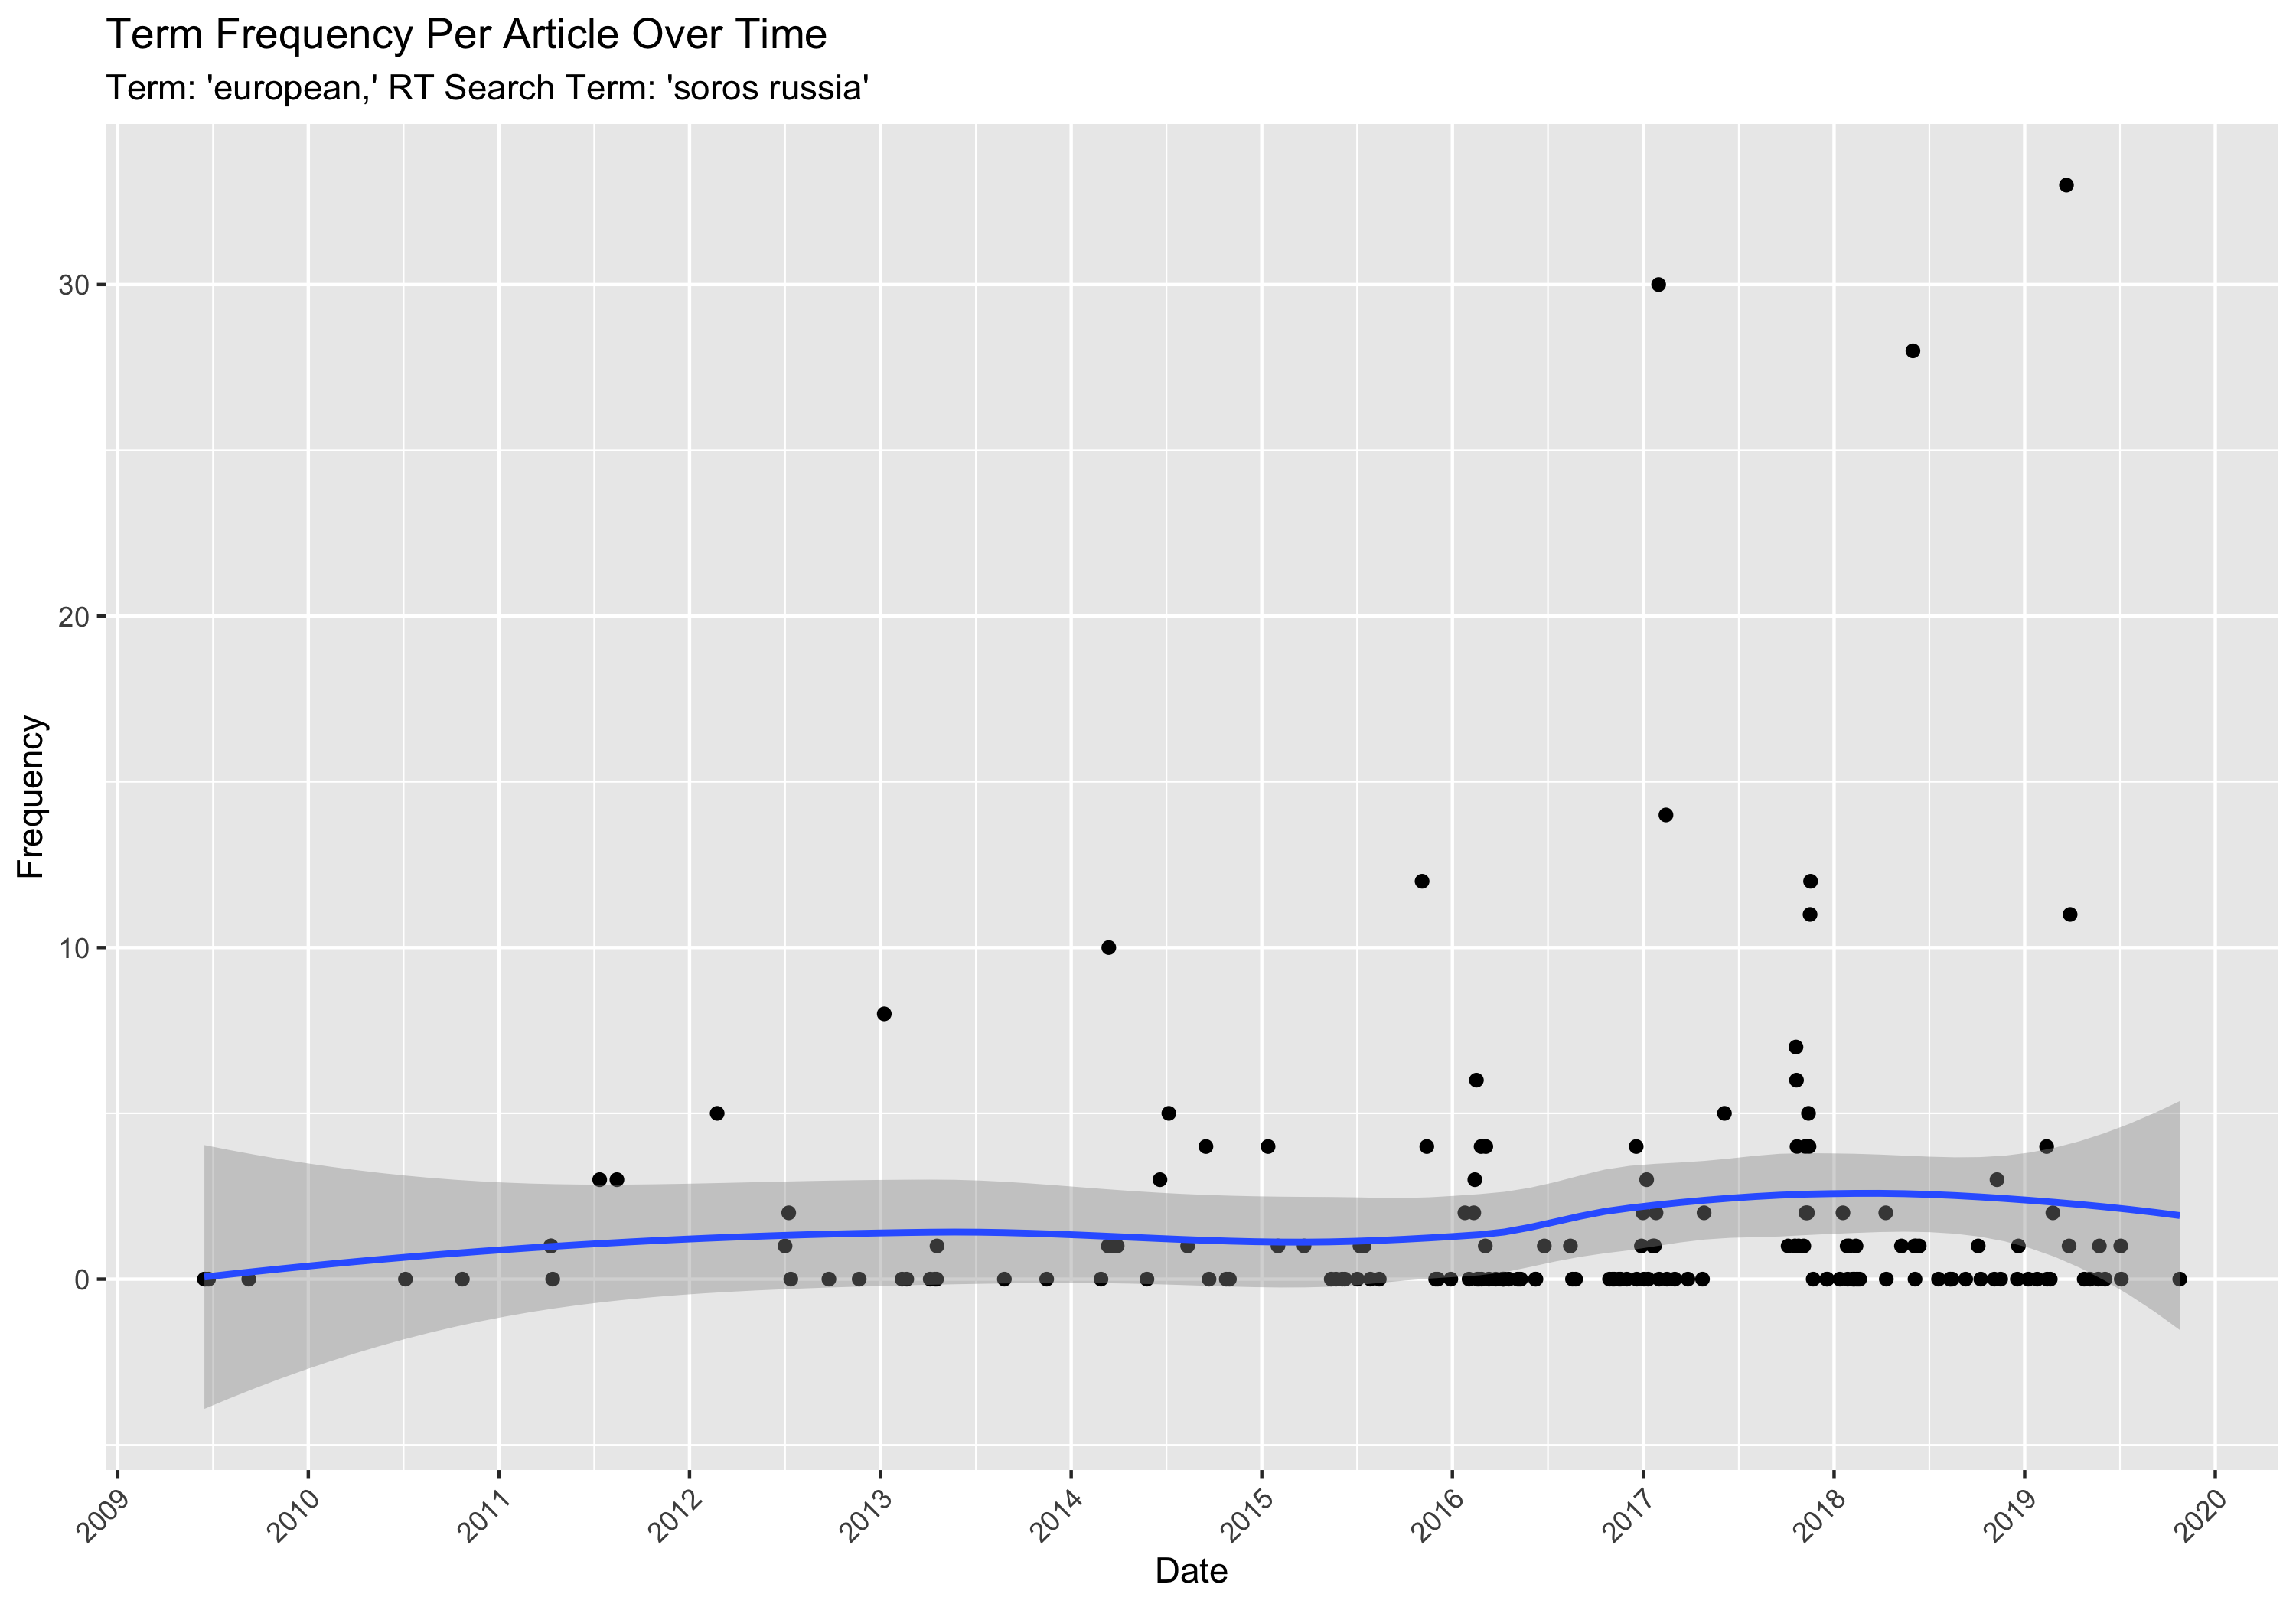 Term Frequency Per Article Over Time
Term: 'european,' RT Search Term: 'soros russia'
Frequency
30
20
10
0
2009 2010 2011 2012 2013 2014 2015 2016 2017 2018 2019 2020
Date